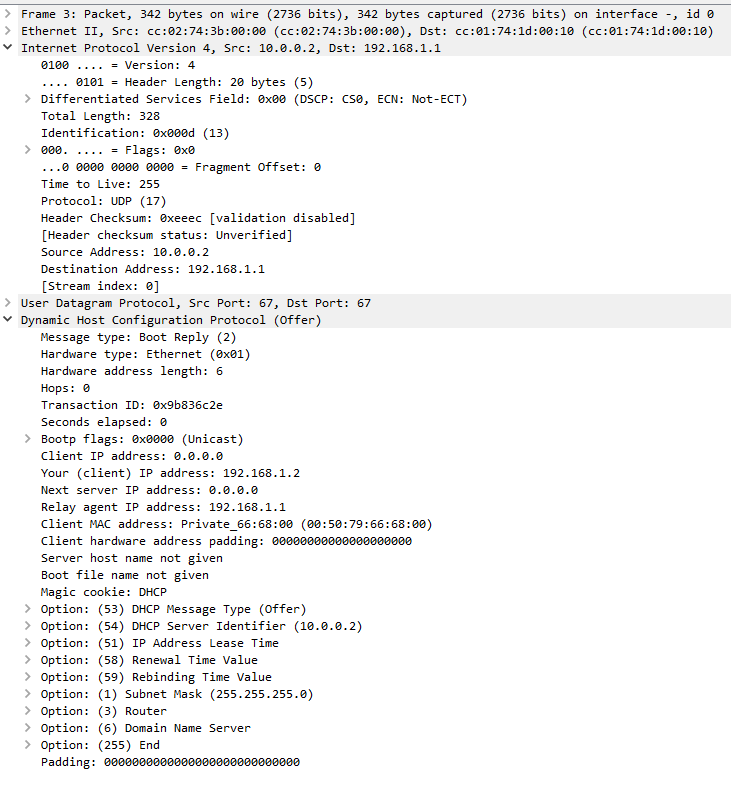 Frame 3: Packet, 342 bytes on wire (2736 bits), 342 bytes captured (2736 bits) on interface -, id 0
Ethernet II, Src: cc:02:74:3b:00:00 (cc:02:74:3b:00:00), Dst: cc:01:74:1d:00:10 (cc:01:74:1d:00:10)
Internet Protocol Version 4, Src: 10.0.0.2, Dst: 192.168.1.1
0100 .... = Version: 4
.... 0101 = Header Length: 20 bytes (5)
Differentiated Services Field: 0x00 (DSCP: CS0, ECN: Not-ECT)
Total Length: 328
Identification: 0x000d (13)
000. .... = Flags: 0x0
...0 0000 0000 0000 = Fragment Offset: 0
Time to Live: 255
Protocol: UDP (17)
Header Checksum: 0xeeec [validation disabled]
[Header checksum status: Unverified]
Source Address: 10.0.0.2
Destination Address: 192.168.1.1
[Stream index: 0]
User Datagram Protocol, Src Port: 67, Dst Port: 67
Dynamic Host Configuration Protocol (Offer)
Message type: Boot Reply (2)
Hardware type: Ethernet (0x01)
Hardware address length: 6
Hops: 0
Transaction ID: 0x9b836c2e
Seconds elapsed: 0
Bootp flags: 0x0000 (Unicast)
Client IP address: 0.0.0.0
Your (client) IP address: 192.168.1.2
Next server IP address: 0.0.0.0
Relay agent IP address: 192.168.1.1
Client MAC address: Private_66:68:00 (00:50:79:66:68:00)
Client hardware address padding: 00000000000000000000
Server host name not given
Boot file name not given
Magic cookie: DHCP
Option: (53) DHCP Message Type (Offer)
Option: (54) DHCP Server Identifier (10.0.0.2)
Option: (51) IP Address Lease Time
Option: (58) Renewal Time Value
Option: (59) Rebinding Time Value
Option: (1) Subnet Mask (255.255.255.0)
Option: (3) Router
Option: (6) Domain Name Server
Option: (255) End
Padding: 0000000000000000000000000000